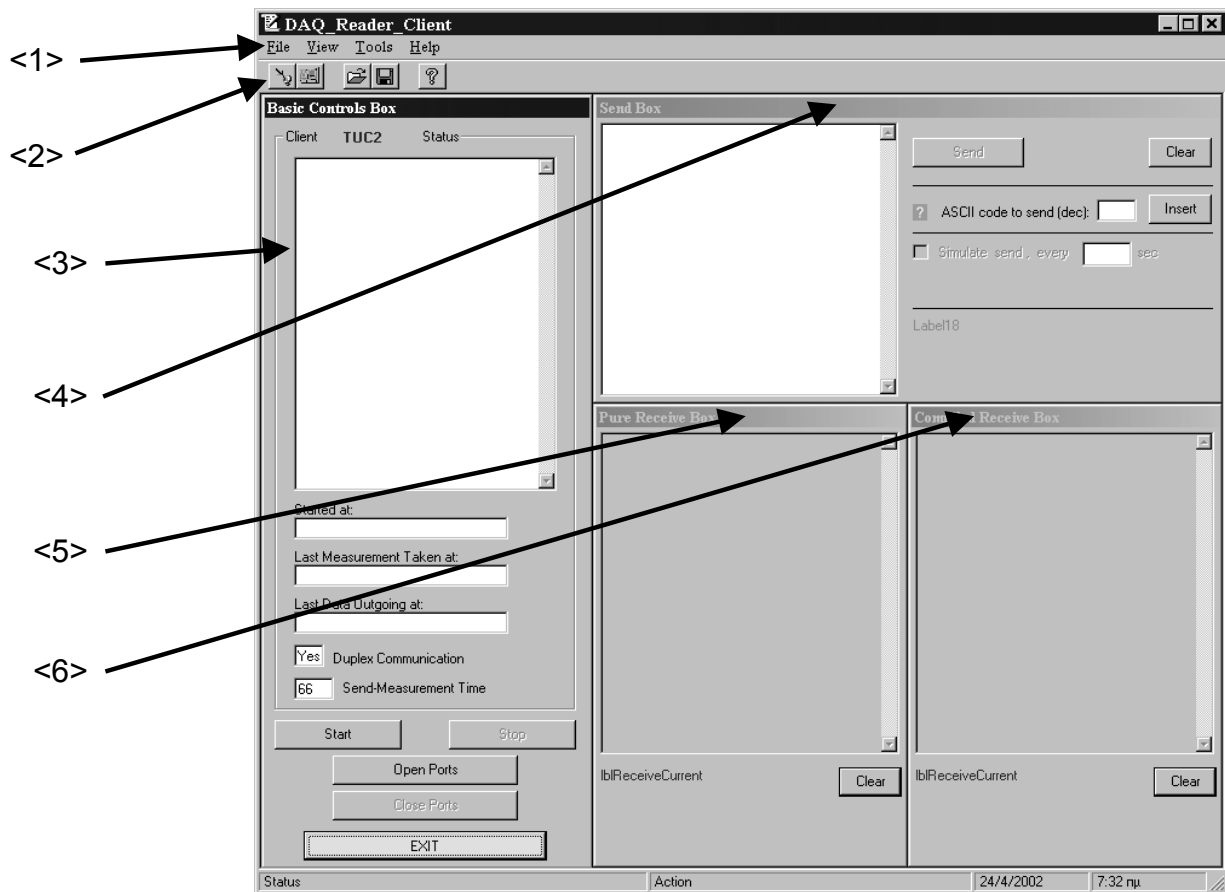 DAQ_Reader_Client
File View Tools Help
<1>
<2>
<3>
<4>
<5>
<6>
Basic Controls Box
Client TUC2 Status
Started at:
Last Measurement Taken at:
Last Data Outgoing at:
Yes Duplex Communication
66 Send-Measurement Time
Start Stop
Open Ports
Close Ports
EXIT
Send Box
Send Clear
? ASCII code to send (dec): Insert
Simulate send , every sec
Label18
Pure Receive Box
lblReceiveCurrent Clear
Receive Box
lblReceiveCurrent Clear
Status Action 24/4/2002 7:32 πμ